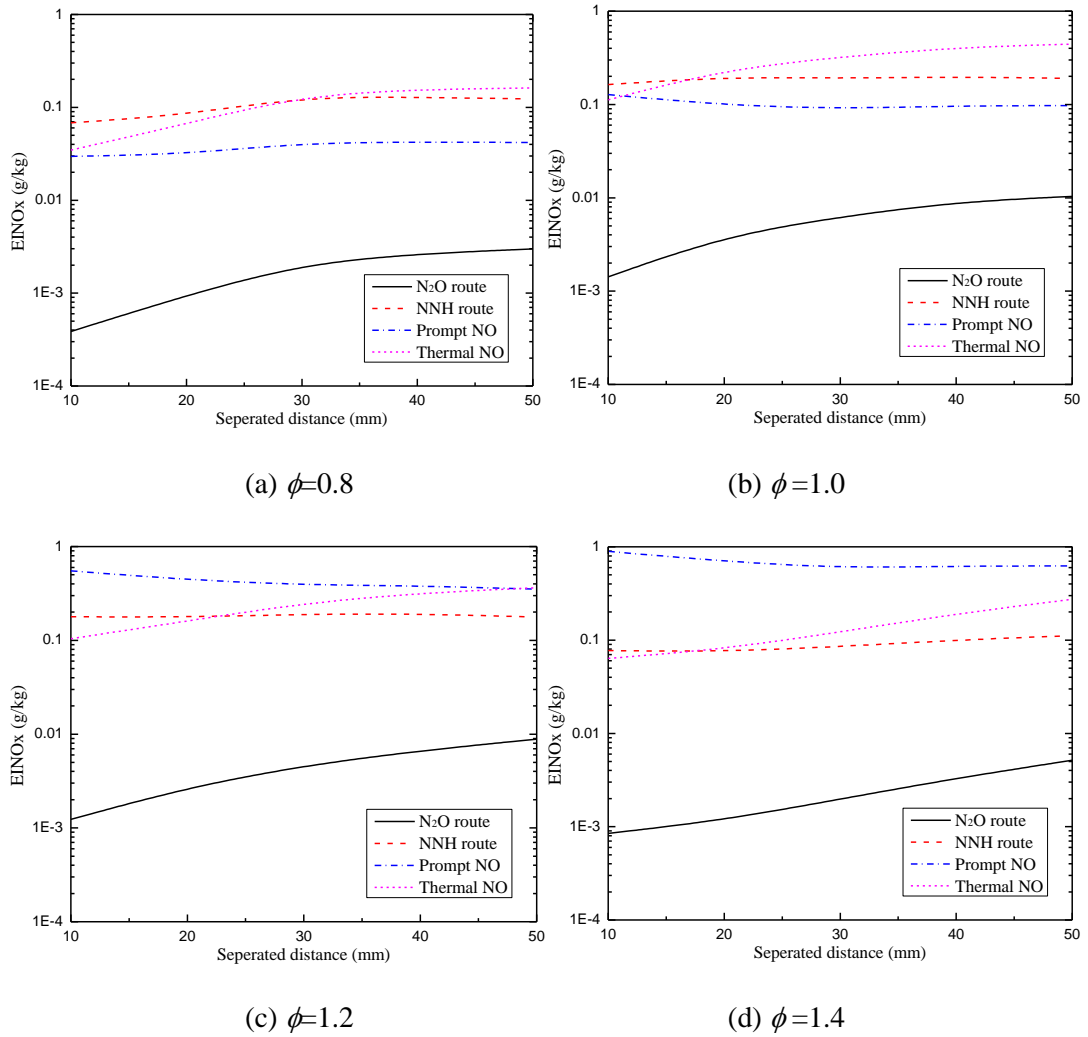 1
0.1
0.01
1E-3
1E-4
EINOx (g/kg)
N2O route
NNH route
Prompt NO
Thermal NO
10 20 30 40 50
Seperated distance (mm)
(a) ϕ=0.8
1
0.1
0.01
1E-3
1E-4
EINOx (g/kg)
N2O route
NNH route
Prompt NO
Thermal NO
10 20 30 40 50
Seperated distance (mm)
(b) ϕ =1.0
1
0.1
0.01
1E-3
1E-4
EINOx (g/kg)
N2O route
NNH route
Prompt NO
Thermal NO
10 20 30 40 50
Seperated distance (mm)
(c) ϕ=1.2
1
0.1
0.01
1E-3
1E-4
EINOx (g/kg)
N2O route
NNH route
Prompt NO
Thermal NO
10 20 30 40 50
Seperated distance (mm)
(d) ϕ =1.4